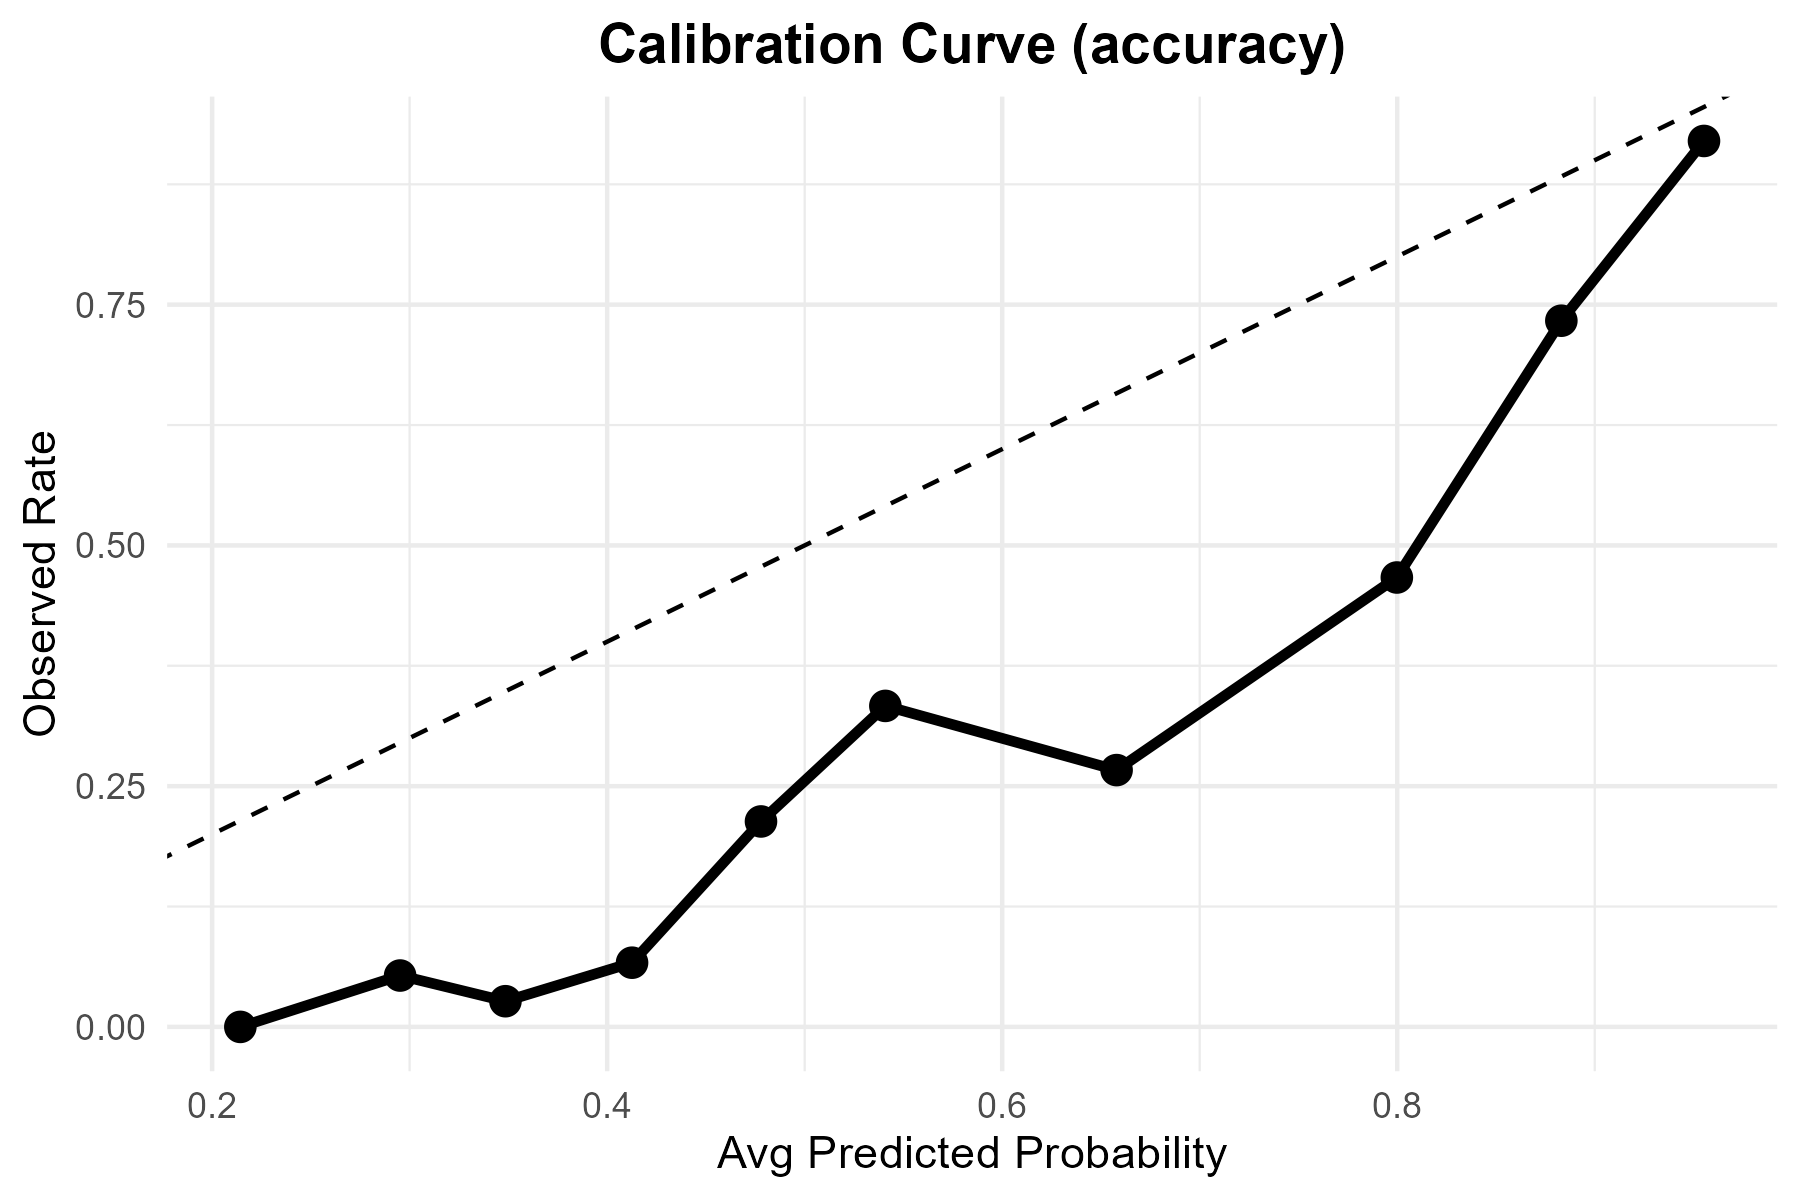 Calibration Curve (accuracy)
Observed Rate
0.75
0.50
0.25
0.00
0.2 0.4 0.6 0.8
Avg Predicted Probability